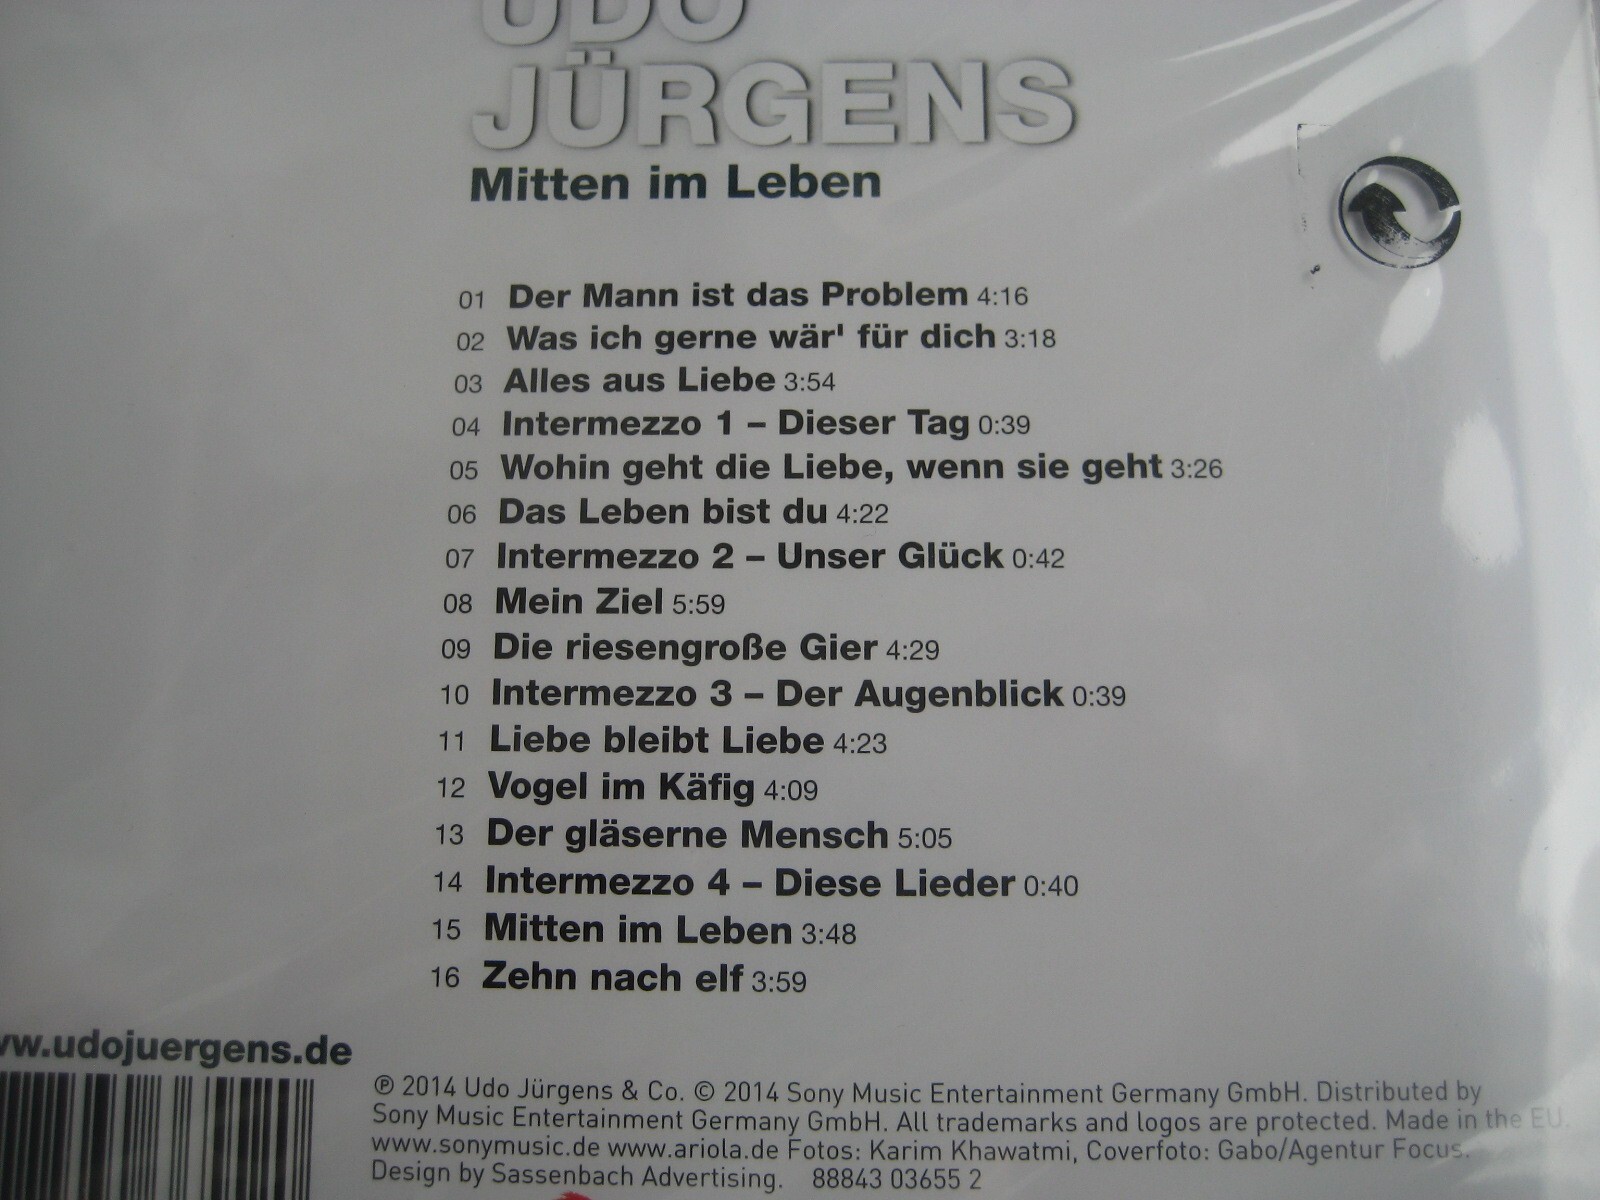 UDO
JÜRGENS
Mitten im Leben
01 Der Mann ist das Problem 4:16
02 Was ich gerne wär' für dich 3:18
03 Alles aus Liebe 3:54
04 Intermezzo 1 – Dieser Tag 0:39
05 Wohin geht die Liebe, wenn sie geht 3:26
06 Das Leben bist du 4:22
07 Intermezzo 2 – Unser Glück 0:42
08 Mein Ziel 5:59
09 Die riesengroße Gier 4:29
10 Intermezzo 3 – Der Augenblick 0:39
11 Liebe bleibt Liebe 4:23
12 Vogel im Käfig 4:09
13 Der gläserne Mensch 5:05
14 Intermezzo 4 – Diese Lieder 0:40
15 Mitten im Leben 3:48
16 Zehn nach elf 3:59
ww.udojuergens.de
℗ 2014 Udo Jürgens & Co. © 2014 Sony Music Entertainment Germany GmbH. Distributed by
Sony Music Entertainment Germany GmbH. All trademarks and logos are protected. Made in the EU.
www.sonymusic.de www.ariola.de Fotos: Karim Khawatmi, Coverfoto: Gabo/Agentur Focus.
Design by Sassenbach Advertising. 88843 03655 2